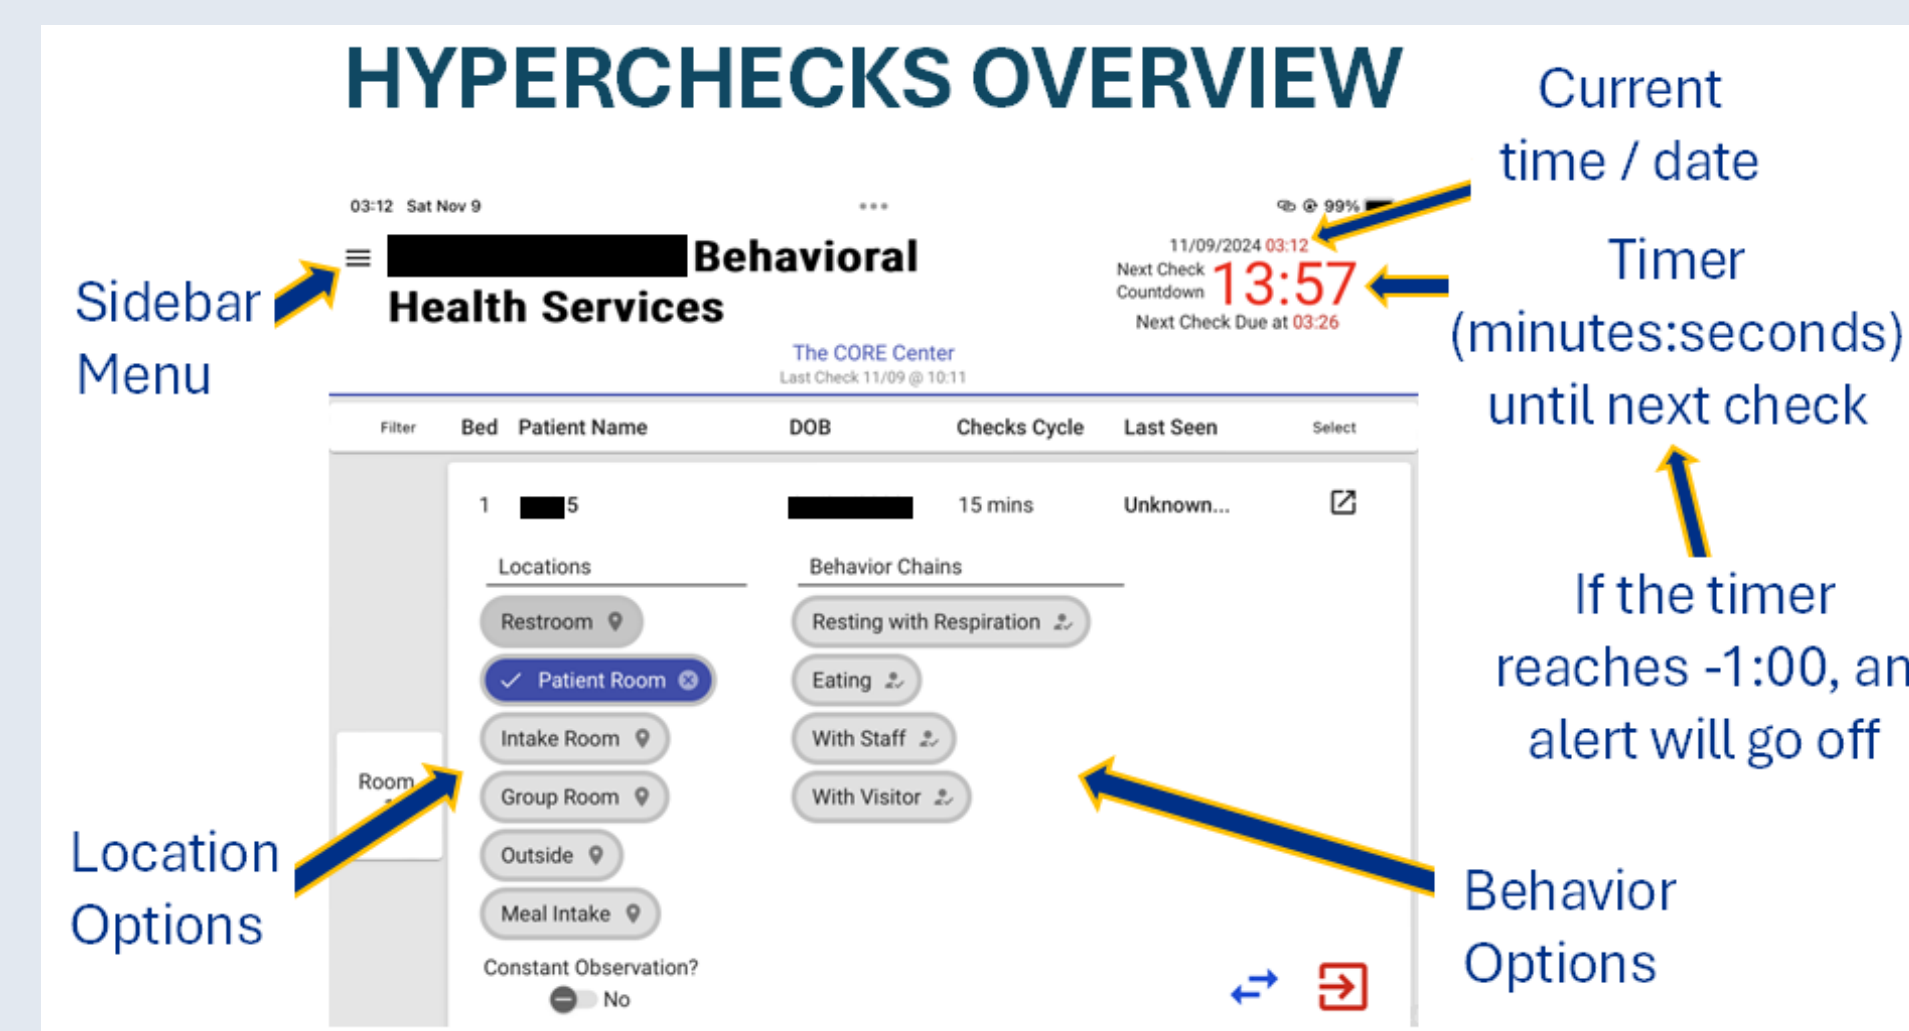 HYPERCHECKS OVERVIEW
Current
time / date
03:12 Sat Nov 9
99%
Behavioral
Health Services
11/09/2024 03:12
Next Check
Countdown
13:57
Next Check Due at 03:26
Sidebar
Menu
Timer
(minutes:seconds)
until next check
The CORE Center
Last Check 11/09 @ 10:11
Filter Bed Patient Name DOB Checks Cycle Last Seen Select
1 5 15 mins Unknown...
Locations
Restroom
Patient Room
Intake Room
Group Room
Outside
Meal Intake
Constant Observation?
No
Behavior Chains
Resting with Respiration
Eating
With Staff
With Visitor
If the timer
reaches -1:00, an
alert will go off
Room
Location
Options
Behavior
Options